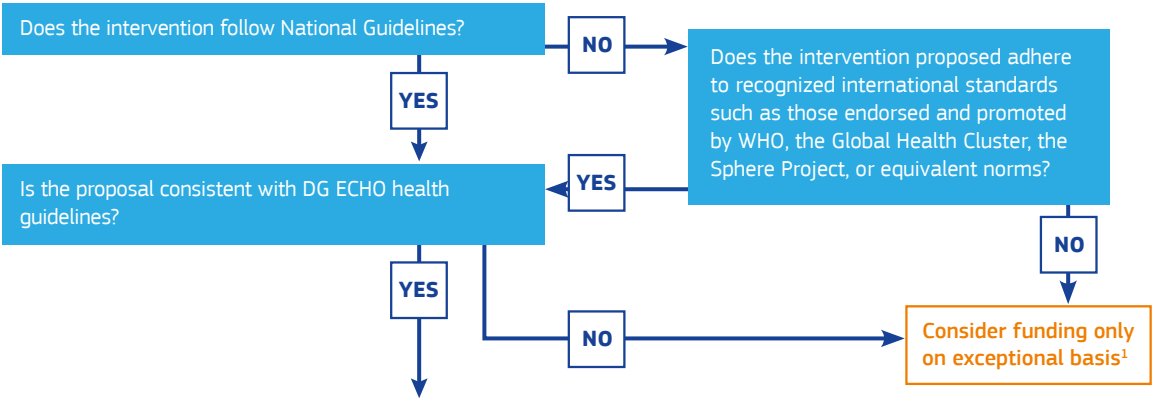 Does the intervention follow National Guidelines?
NO
Does the intervention proposed adhere
to recognized international standards
such as those endorsed and promoted
by WHO, the Global Health Cluster, the
Sphere Project, or equivalent norms?
YES
Is the proposal consistent with DG ECHO health
guidelines?
YES
NO
YES
NO
Consider funding only
on exceptional basis¹